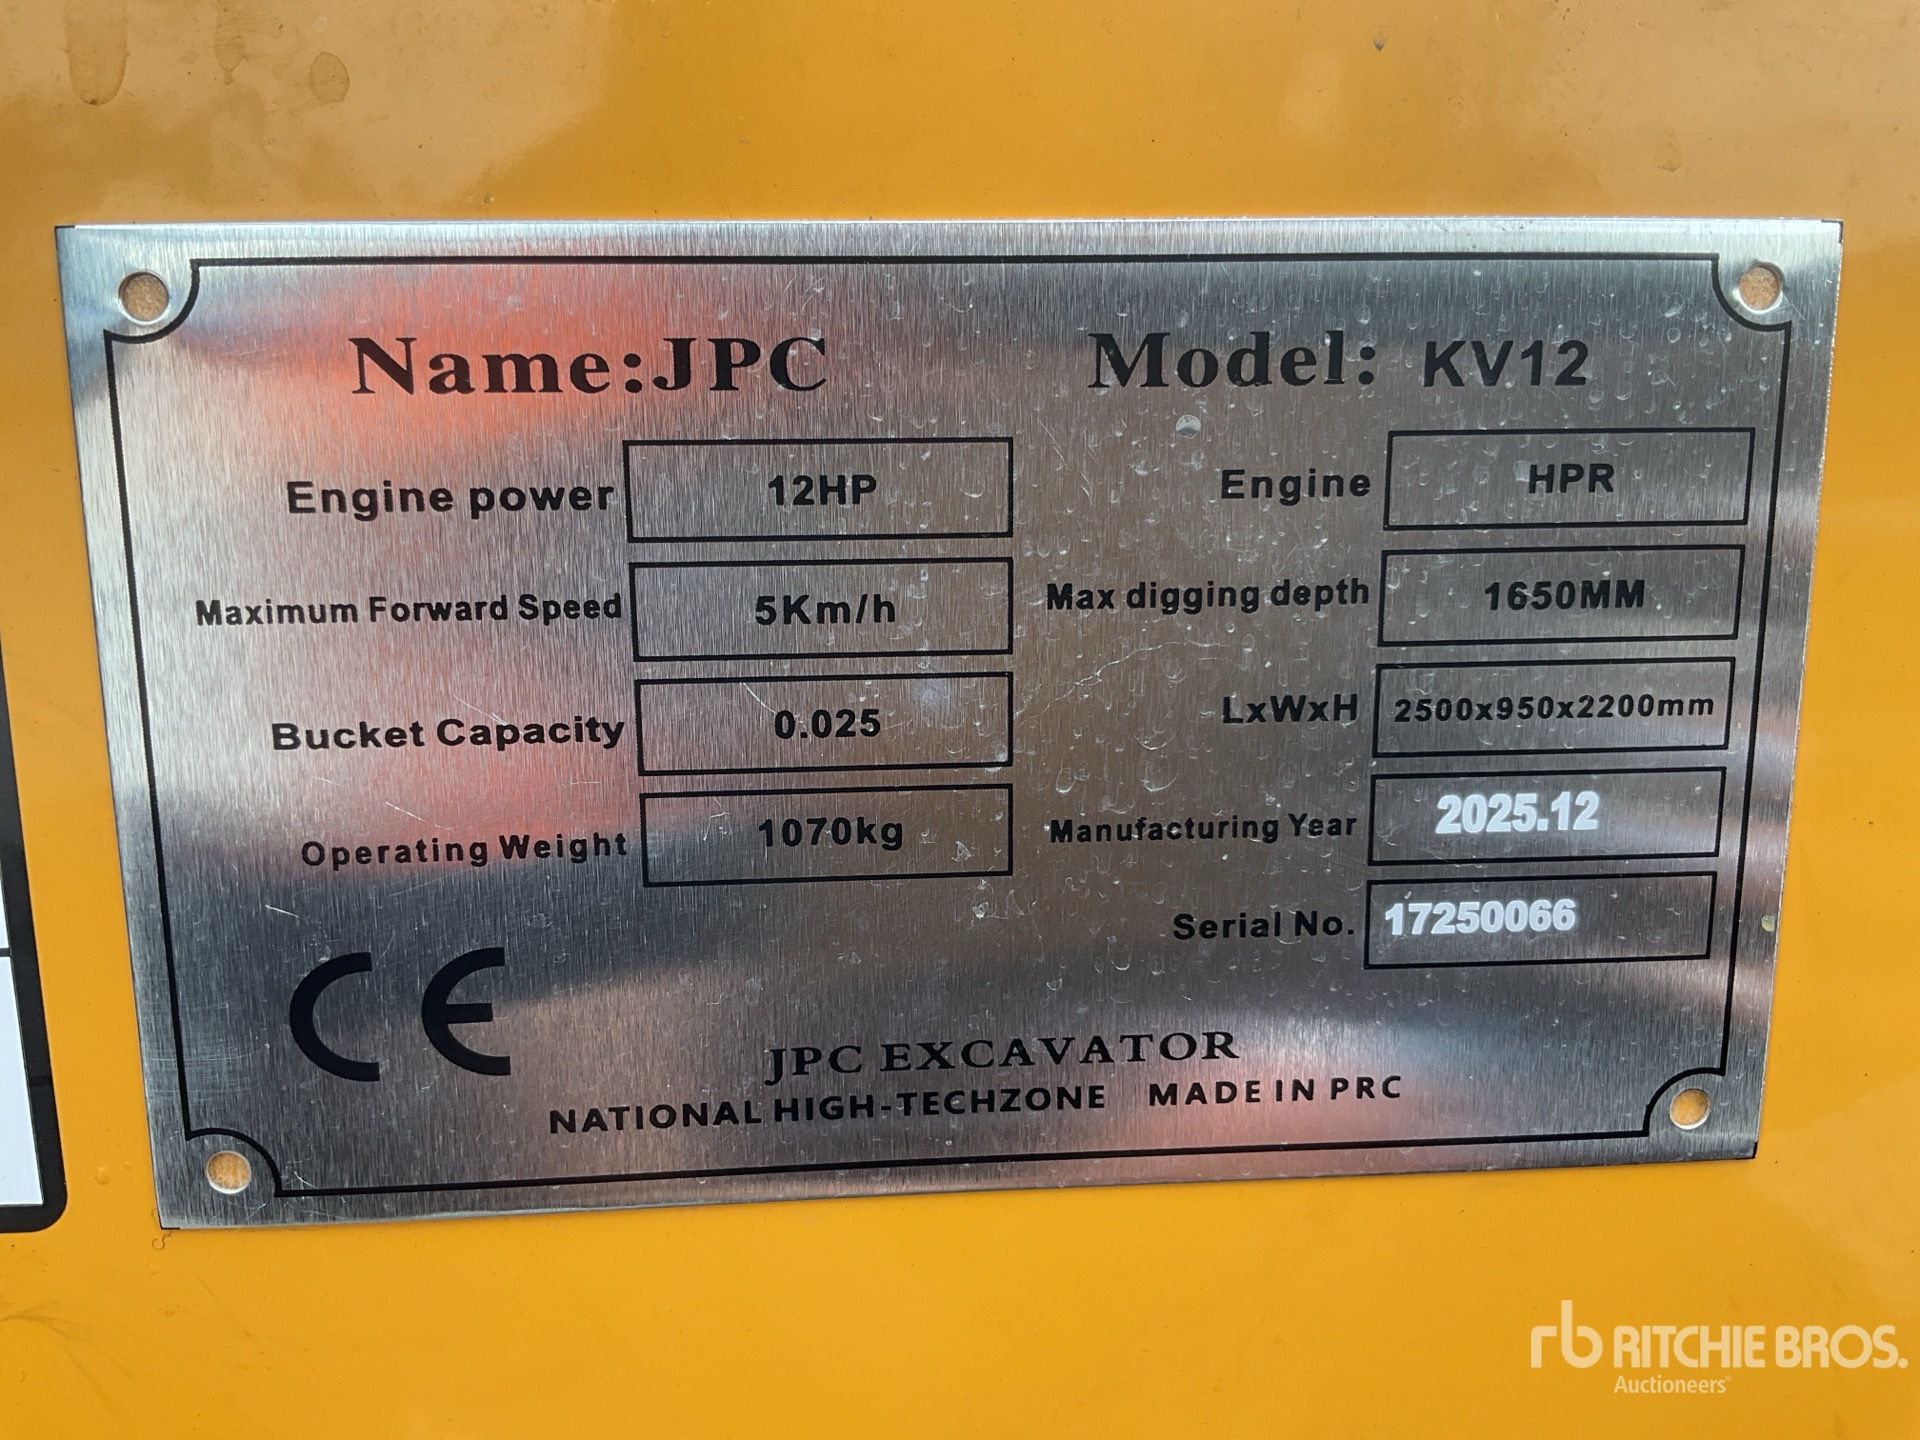 Name:JPC Model: KV12
Engine power 12HP Engine HPR
Maximum Forward Speed 5Km/h Max digging depth 1650MM
Bucket Capacity 0.025 LxWxH 2500x950x2200mm
Operating Weight 1070kg Manufacturing Year 2025.12
Serial No. 17250066
CE
JPC EXCAVATOR
NATIONAL HIGH-TECHZONE MADE IN PRC
rb RITCHIE BROS.
Auctioneers